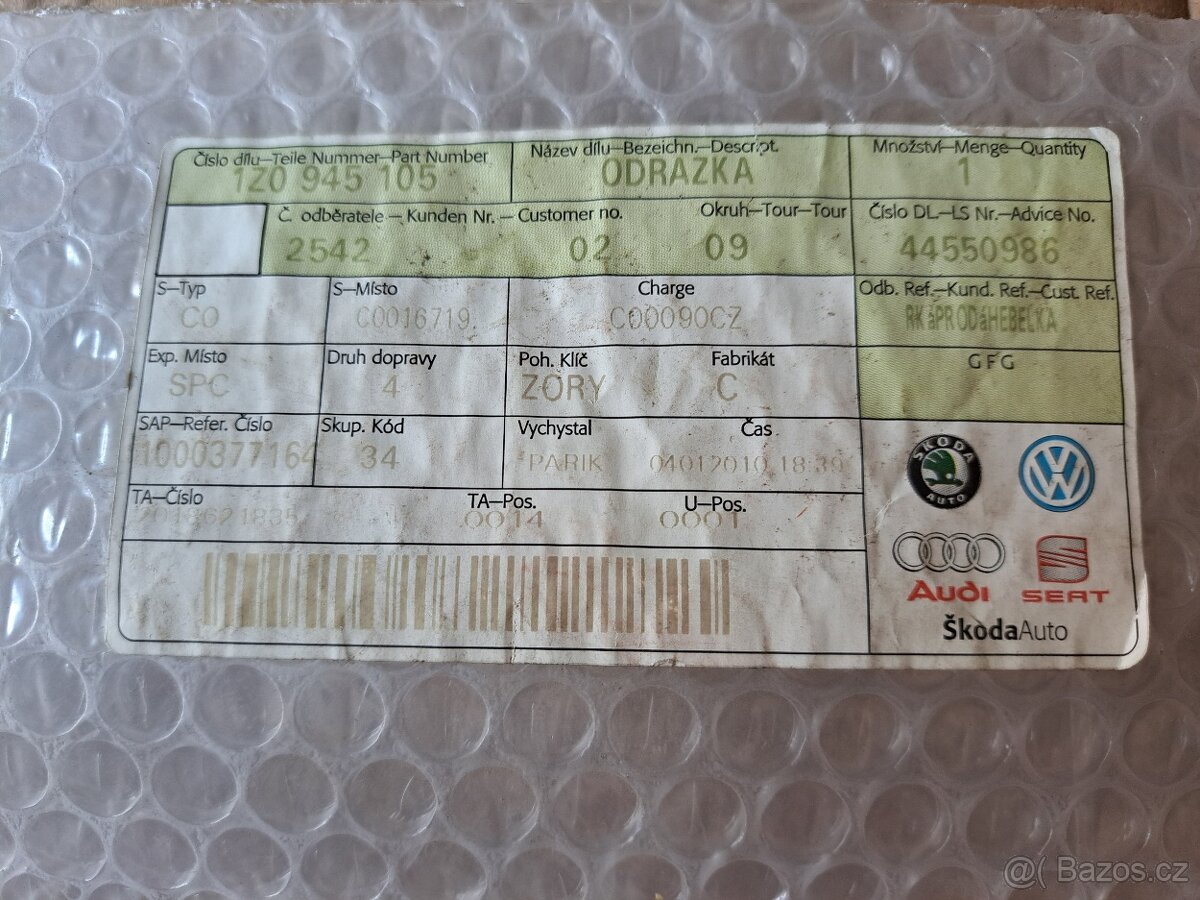 Číslo dílu–Teile Nummer–Part Number
1Z0 945 105
Název dílu–Bezeichn.–Descript.
ODRAZKA
Množství–Menge–Quantity
1
Č. odběratele – Kunden Nr. – Customer no.
Okruh–Tour–Tour
2542 02 09
Číslo DL–LS Nr.–Advice No.
44550986
S–Typ
C0
S–Místo
C0016719
Charge
C00090CZ
Odb. Ref.–Kund. Ref.–Cust. Ref.
RKáPRODáHEBELKA
Exp. Místo
SPC
Druh dopravy
4
Poh. Klíč
ZORY
Fabrikát
C
GFG
SAP–Refer. Číslo
1000377164
Skup. Kód
34
Vychystal
PARIK
Čas
04012010 18:39
TA–Číslo
TA–Pos.
0014
U–Pos.
0001
ŠKODA
AUTO
Audi
SEAT
ŠkodaAuto
@( Bazos.cz